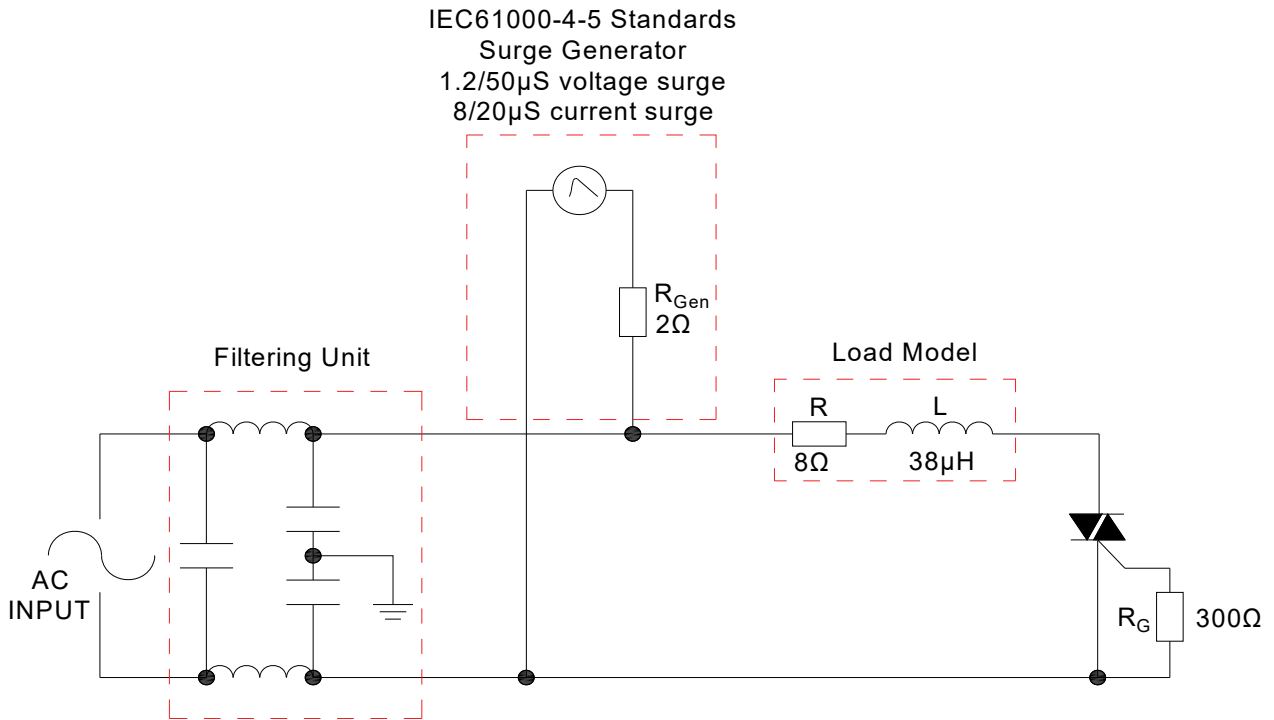 IEC61000-4-5 Standards
Surge Generator
1.2/50μS voltage surge
8/20μS current surge
R_Gen
2Ω
Filtering Unit
Load Model
R
L
8Ω
38μH
AC
INPUT
R_G
300Ω